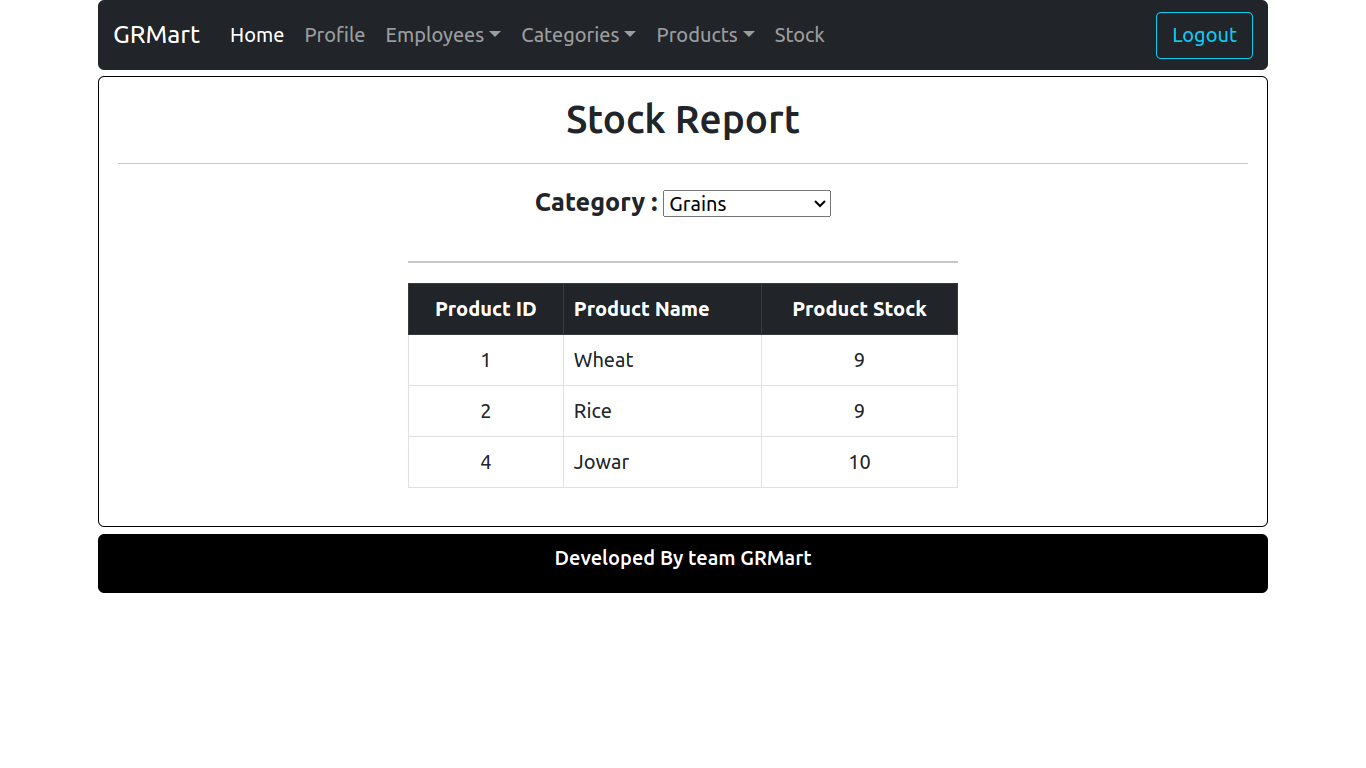 GRMart Home Profile Employees Categories Products Stock Logout
Stock Report
Category : Grains
Product ID Product Name Product Stock
1 Wheat 9
2 Rice 9
4 Jowar 10
Developed By team GRMart